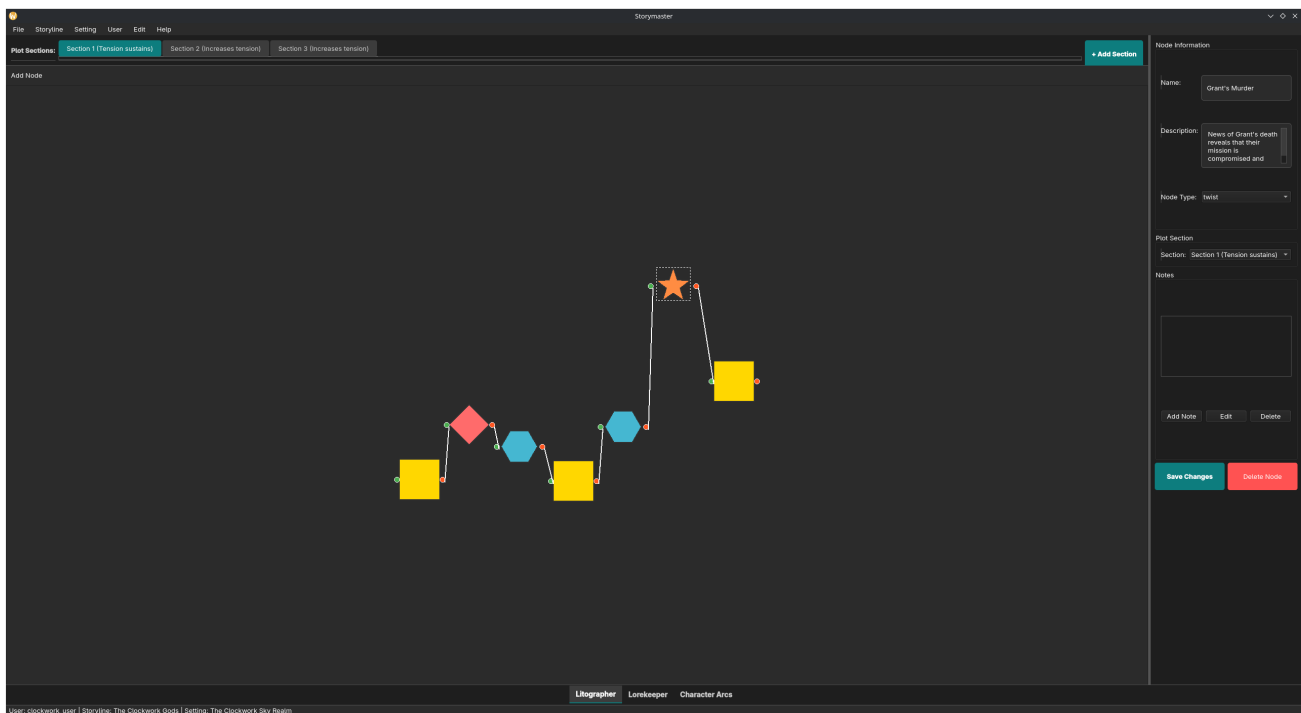 Storymaster
File Storyline Setting User Edit Help
Plot Sections: Section 1 (Tension sustains) Section 2 (Increases tension) Section 3 (Increases tension) + Add Section
Add Node
Node Information
Name: Grant's Murder
Description: News of Grant's death
reveals that their
mission is
compromised and
Node Type: twist
Plot Section
Section: Section 1 (Tension sustains)
Notes
Add Note Edit Delete
Save Changes Delete Node
Litographer Lorekeeper Character Arcs
User: clockwork_user | Storyline: The Clockwork Gods | Setting: The Clockwork Sky Realm